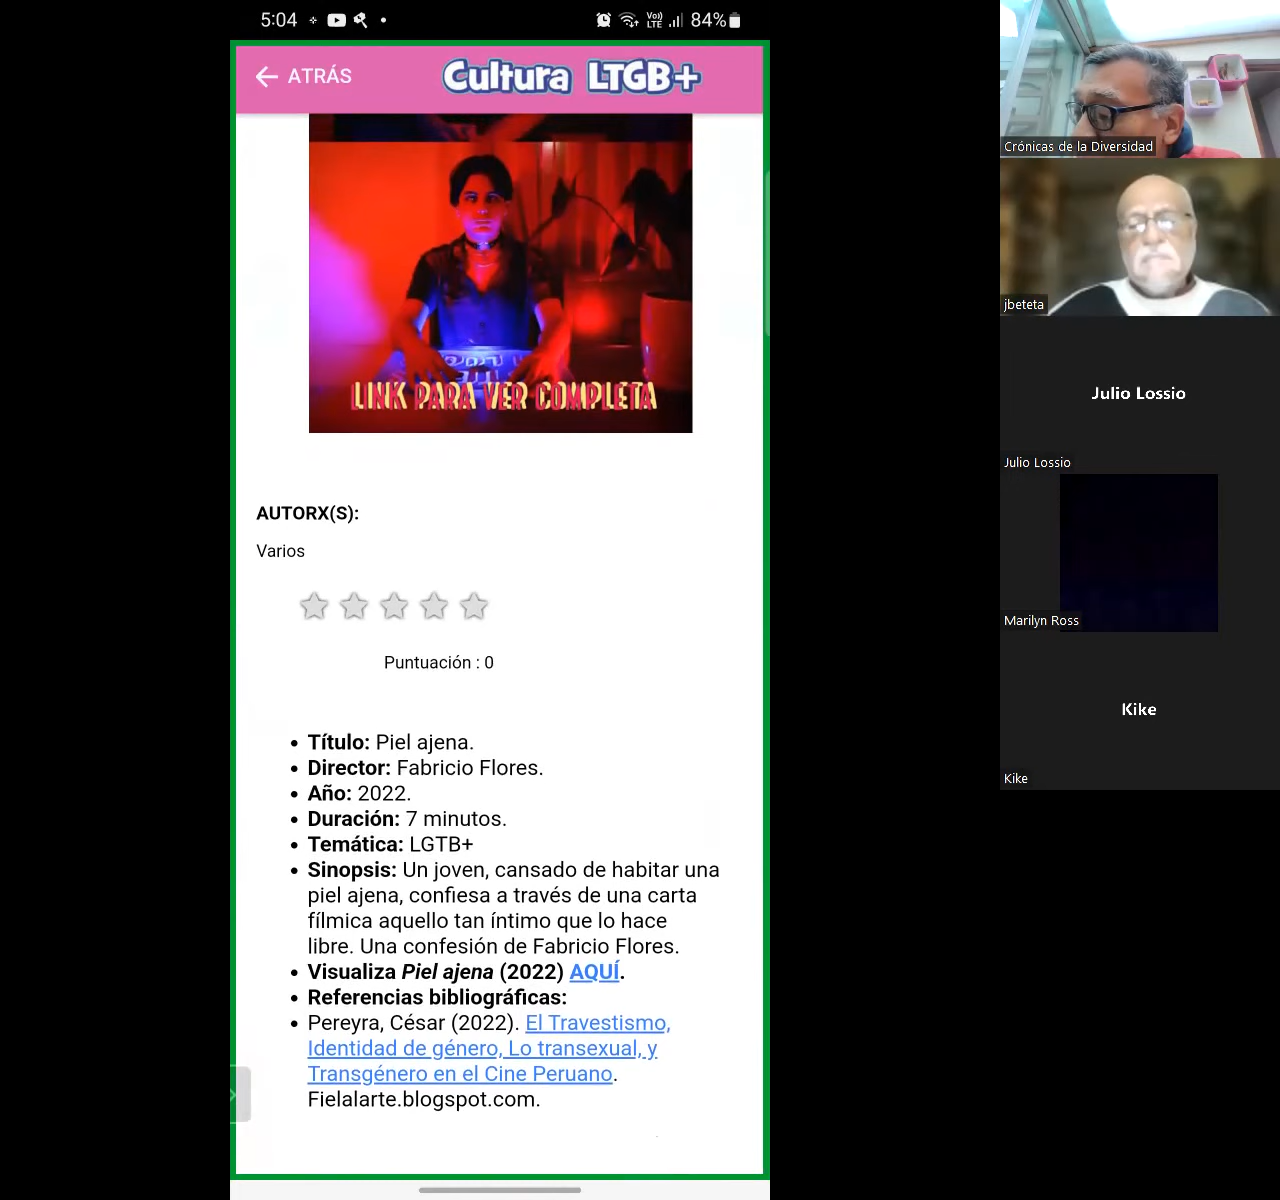 5:04
Vo))
LTE
84%
ATRÁS
Cultura LTGB+
LINK PARA VER COMPLETA
AUTORX(S):
Varios
Puntuación : 0
Título: Piel ajena.
Director: Fabricio Flores.
Año: 2022.
Duración: 7 minutos.
Temática: LGTB+
Sinopsis: Un joven, cansado de habitar una
piel ajena, confiesa a través de una carta
fílmica aquello tan íntimo que lo hace
libre. Una confesión de Fabricio Flores.
Visualiza Piel ajena (2022) AQUÍ.
Referencias bibliográficas:
Pereyra, César (2022). El Travestismo,
Identidad de género, Lo transexual, y
Transgénero en el Cine Peruano.
Fielalarte.blogspot.com.
Crónicas de la Diversidad
jbeteta
Julio Lossio
Julio Lossio
Marilyn Ross
Kike
Kike